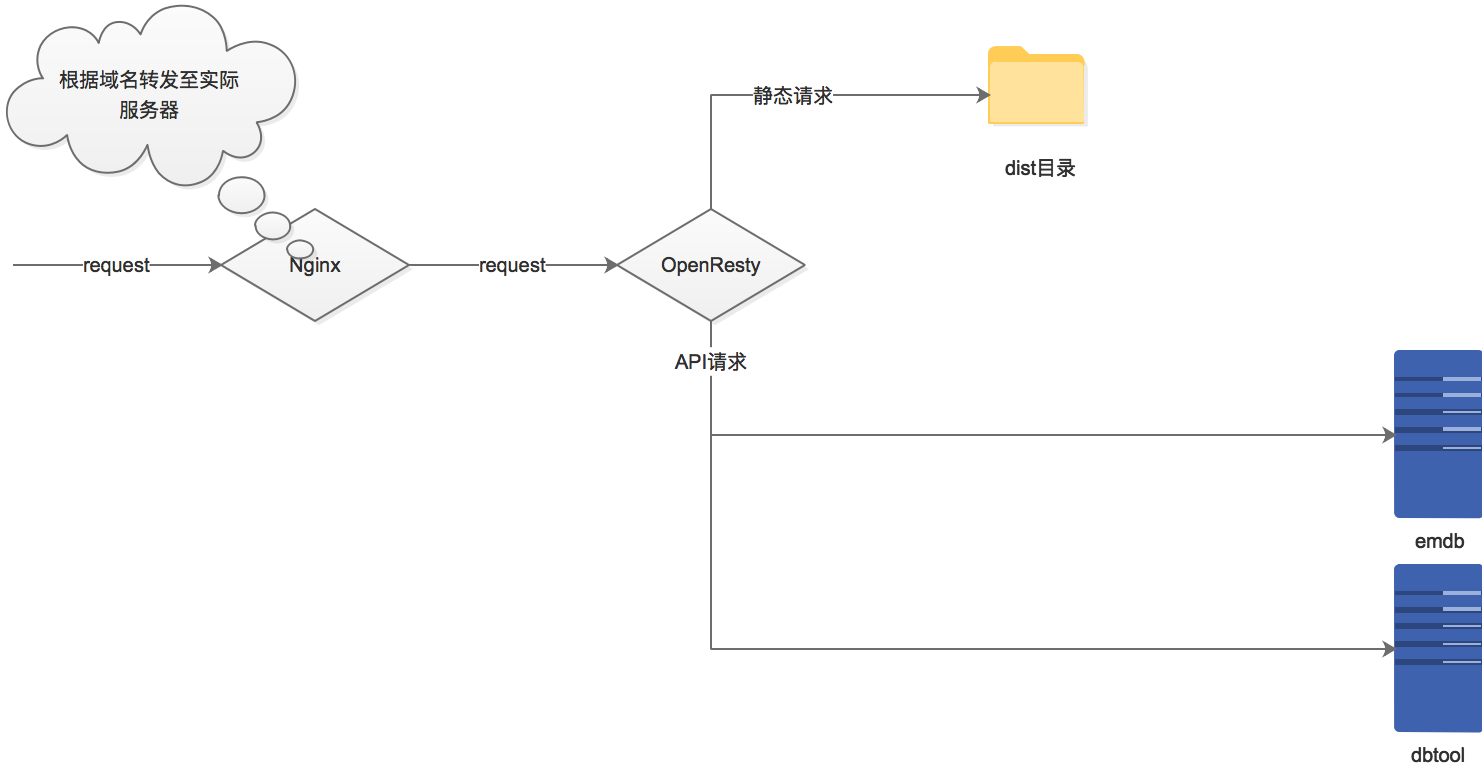 根据域名转发至实际
服务器
静态请求
dist目录
request
Nginx
request
OpenResty
API请求
emdb
dbtool